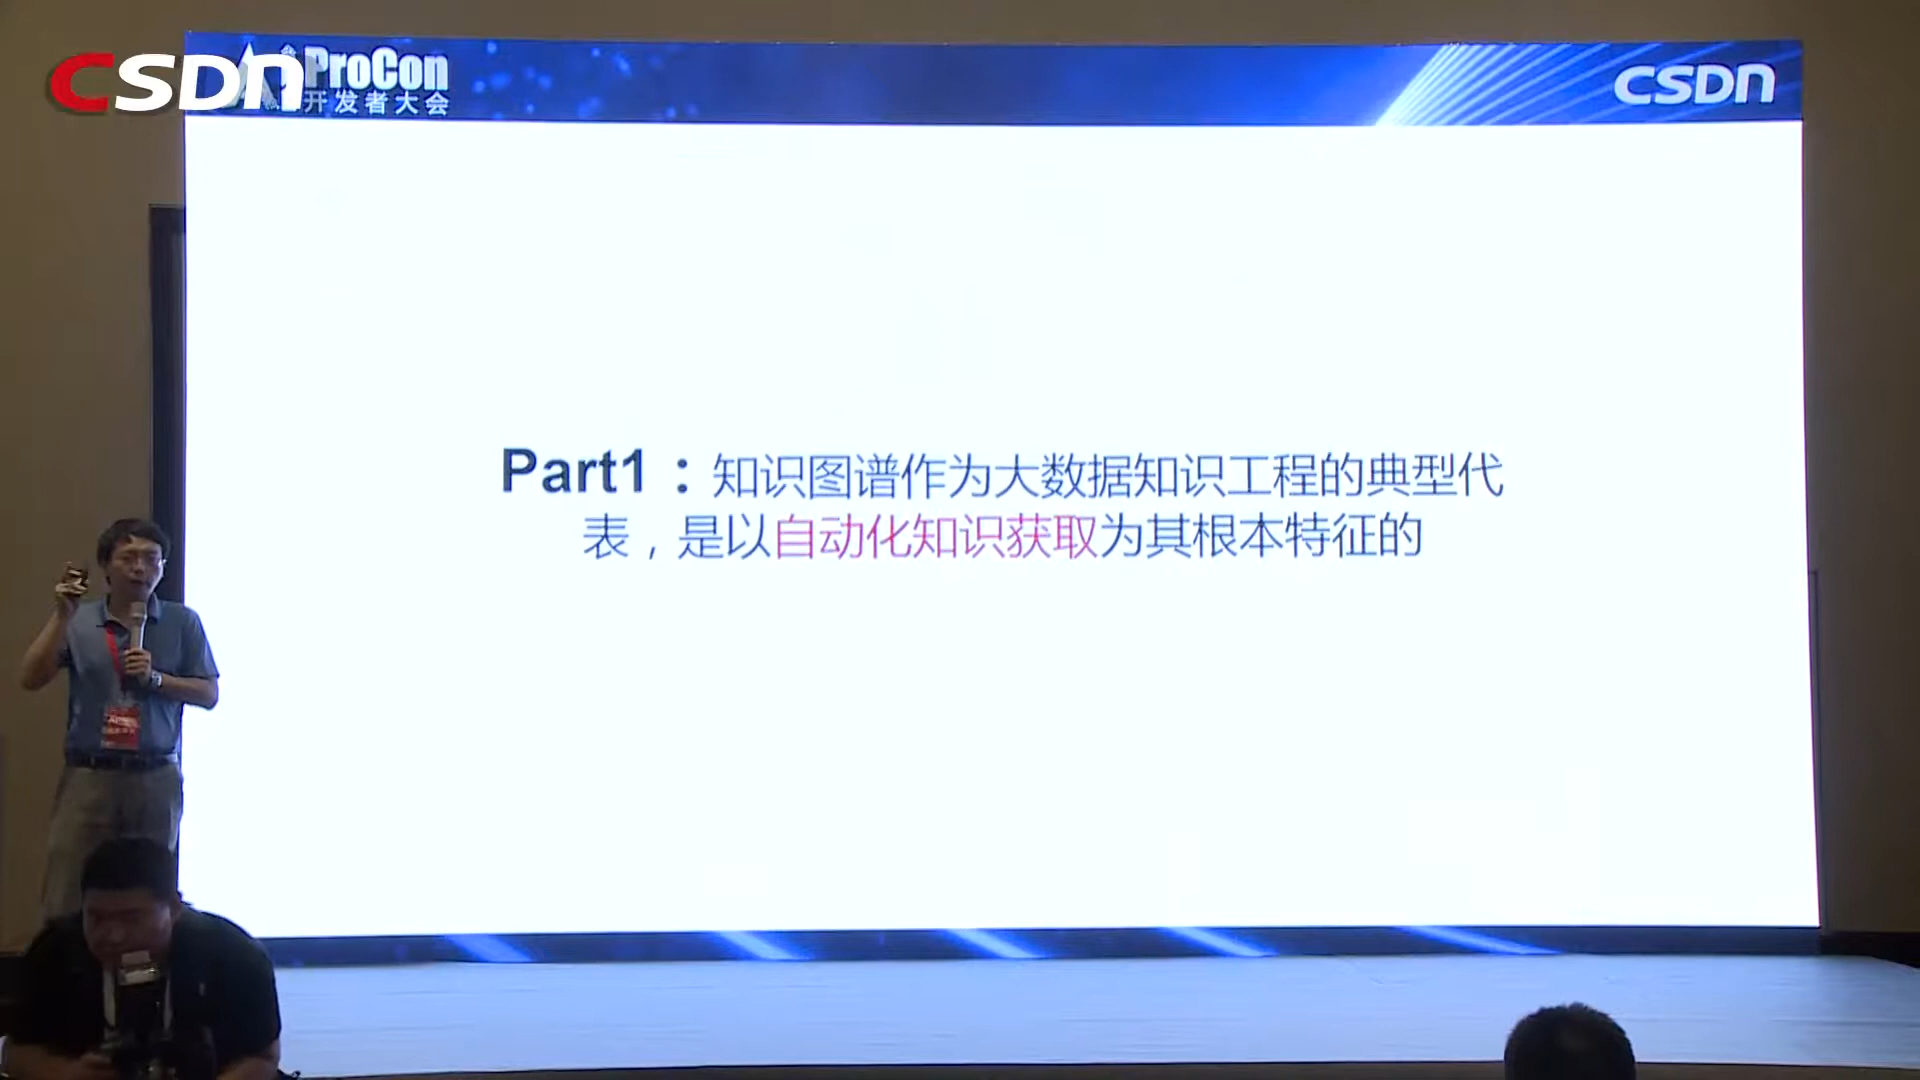 CSDN
ProCon
开发者大会
CSDN
Part1：知识图谱作为大数据知识工程的典型代
表，是以自动化知识获取为其根本特征的